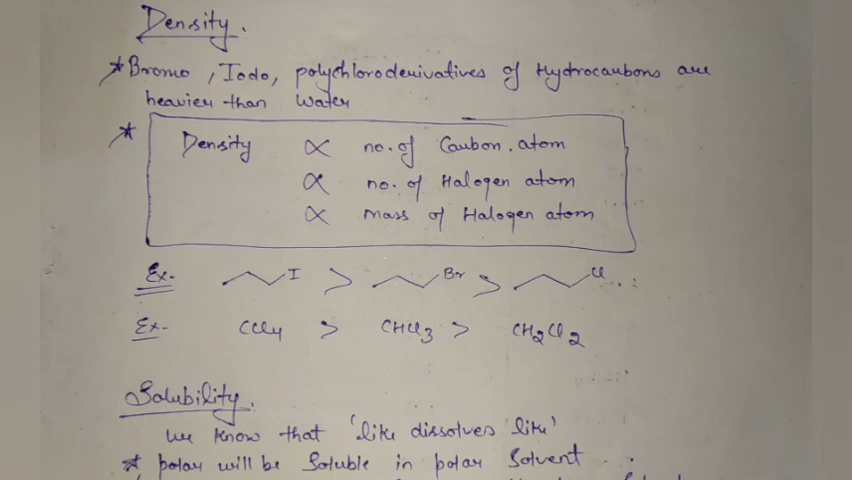 Density.
* Bromo, Iodo, polychloroderivatives of Hydrocarbons are
heavier than Water
* Density ∝ no. of Carbon. atom
∝ no. of Halogen atom
∝ mass of Halogen atom
Ex- I > Br > Cl
Ex- CCl4 > CHCl3 > CH2Cl2
Solubility.
We know that 'like dissolves like'
* polar will be Soluble in polar Solvent